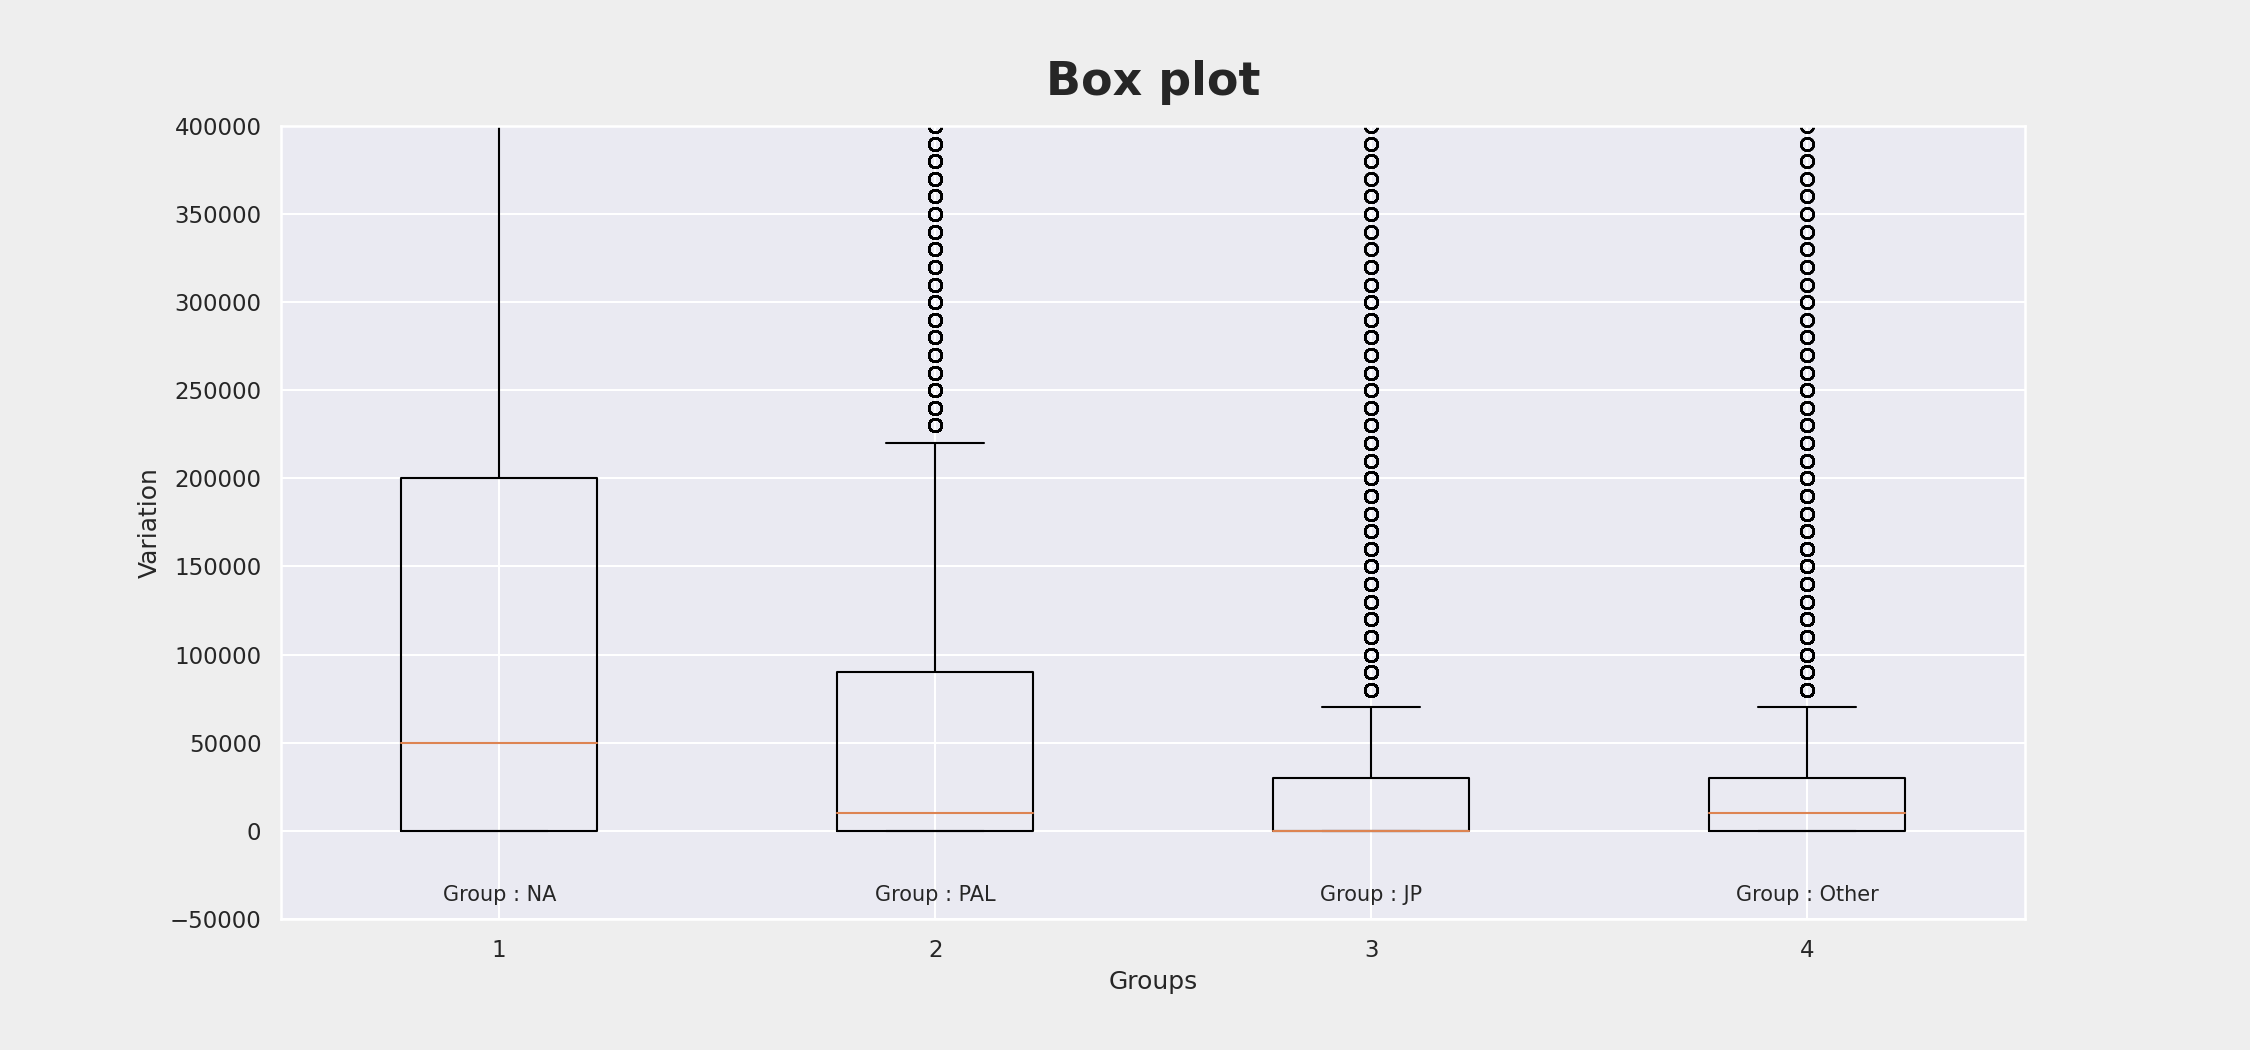 Box plot
400000
350000
300000
250000
200000
150000
100000
50000
0
−50000
Variation
Group : NA
Group : PAL
Group : JP
Group : Other
1
2
3
4
Groups